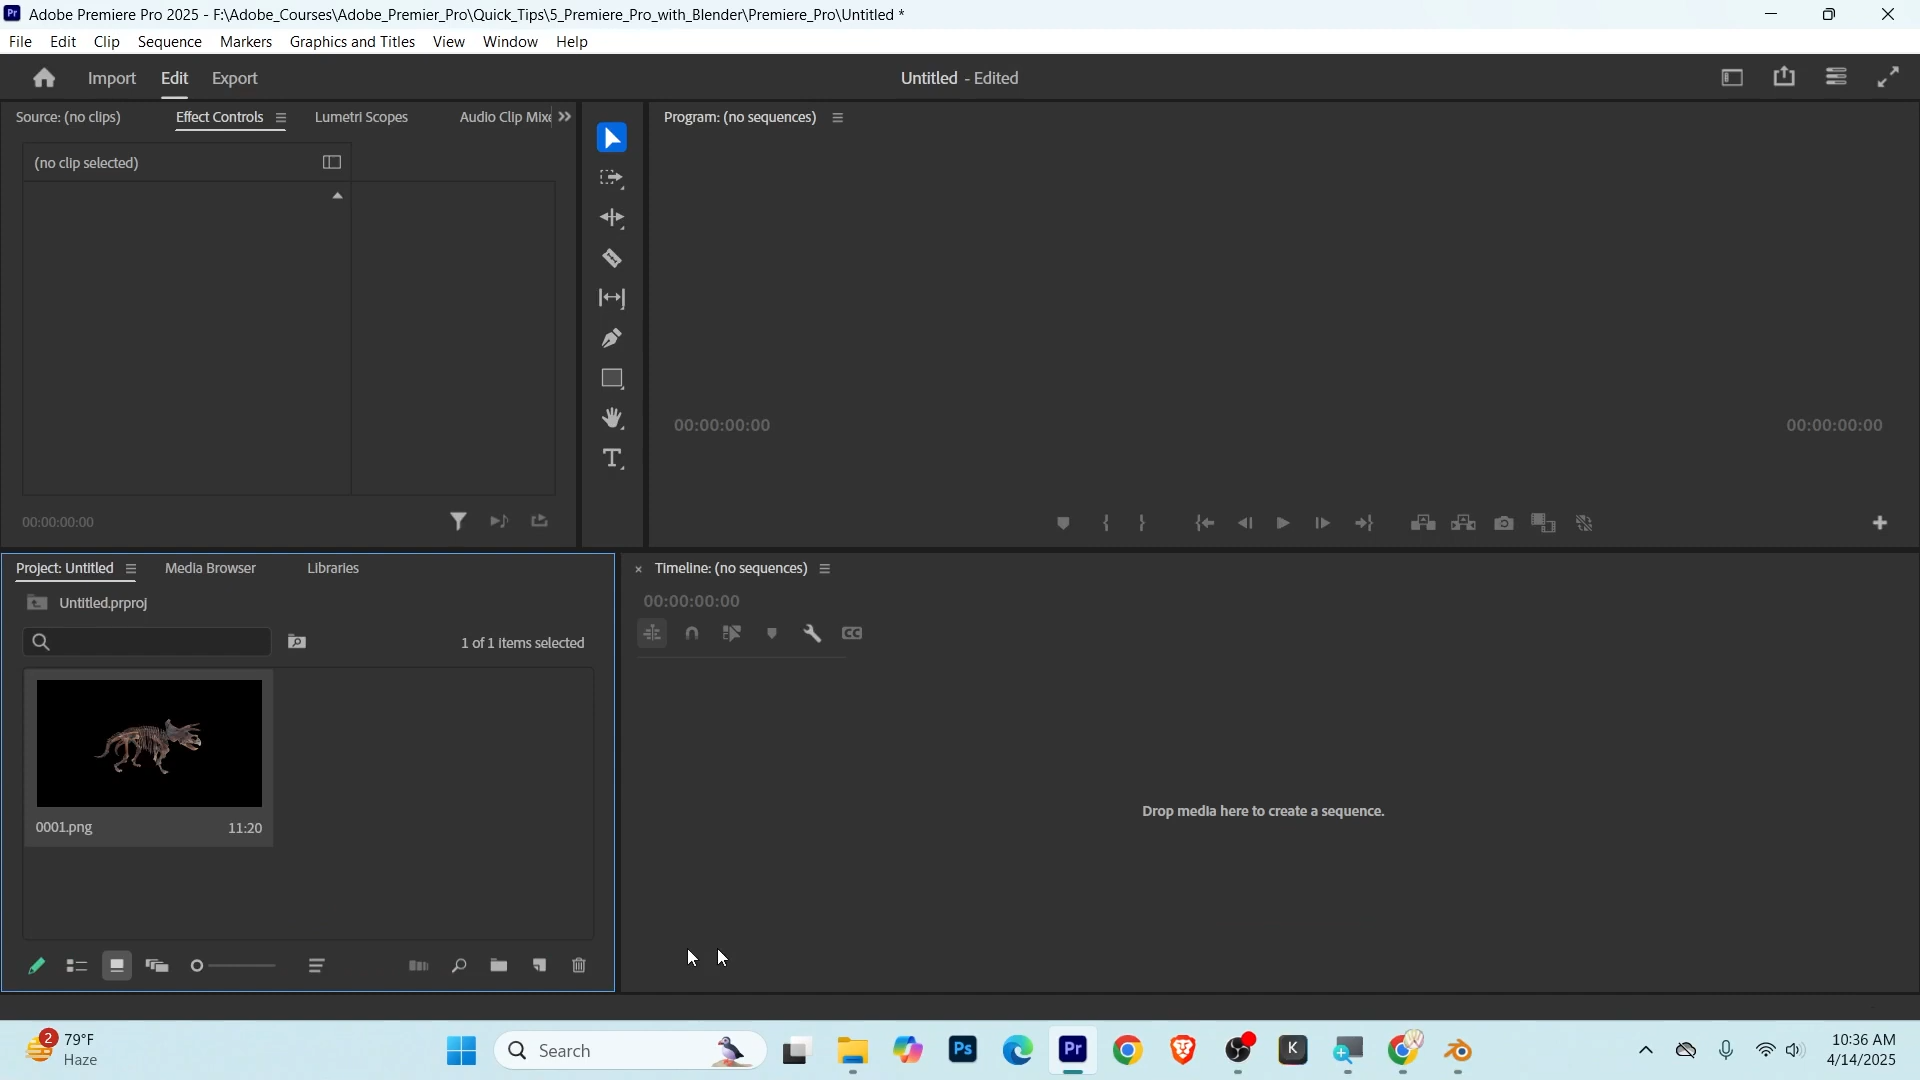 Adobe Premiere Pro 2025 - F:\Adobe_Courses\Adobe_Premier_Pro\Quick_Tips\5_Premiere_Pro_with_Blender\Premiere_Pro\Untitled *
File Edit Clip Sequence Markers Graphics and Titles View Window Help
Import Edit Export Untitled - Edited
Source: (no clips) Effect Controls Lumetri Scopes Audio Clip Mixe
Program: (no sequences)
(no clip selected)
00:00:00:00 00:00:00:00
00:00:00:00
Project: Untitled Media Browser Libraries
Timeline: (no sequences)
Untitled.prproj
00:00:00:00
1 of 1 items selected
CC
0001.png 11:20
Drop media here to create a sequence.
2
79°F
Haze
Search
Ps
Pr
K
10:36 AM
4/14/2025